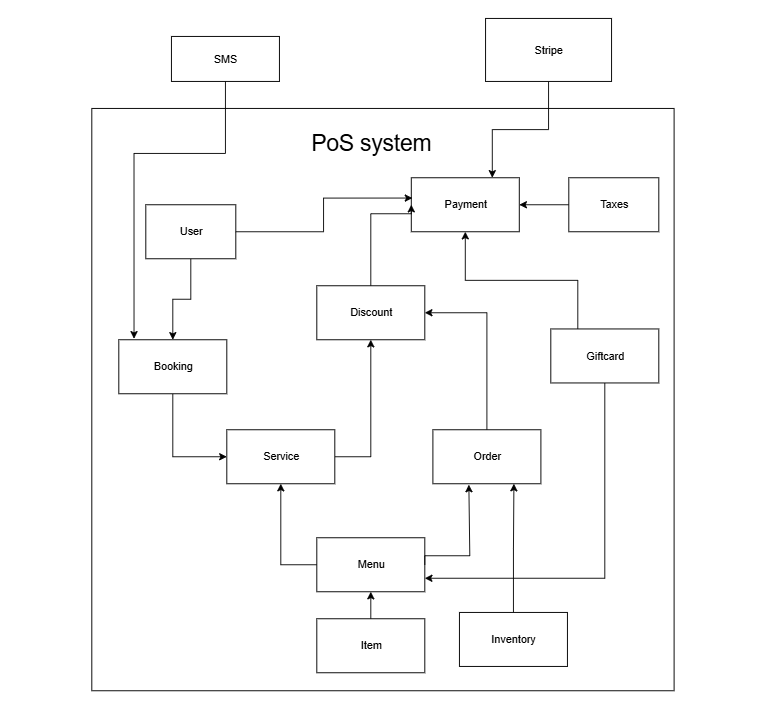 SMS
Stripe
PoS system
Payment
Taxes
User
Discount
Giftcard
Booking
Service
Order
Menu
Item
Inventory